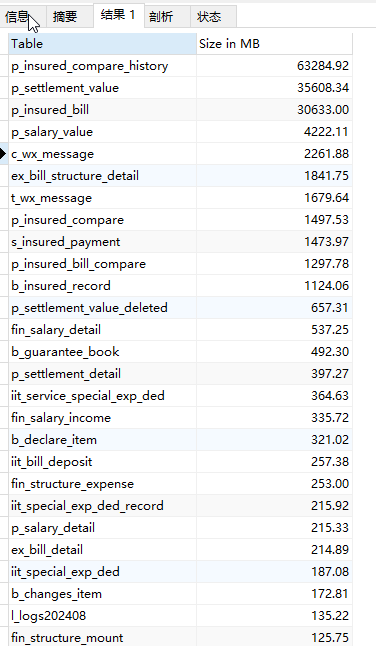 信息 摘要 结果 1 剖析 状态
Table Size in MB
p_insured_compare_history 63284.92
p_settlement_value 35608.34
p_insured_bill 30633.00
p_salary_value 4222.11
c_wx_message 2261.88
ex_bill_structure_detail 1841.75
t_wx_message 1679.64
p_insured_compare 1497.53
s_insured_payment 1473.97
p_insured_bill_compare 1297.78
b_insured_record 1124.06
p_settlement_value_deleted 657.31
fin_salary_detail 537.25
b_guarantee_book 492.30
p_settlement_detail 397.27
iit_service_special_exp_ded 364.63
fin_salary_income 335.72
b_declare_item 321.02
iit_bill_deposit 257.38
fin_structure_expense 253.00
iit_special_exp_ded_record 215.92
p_salary_detail 215.33
ex_bill_detail 214.89
iit_special_exp_ded 187.08
b_changes_item 172.81
l_logs202408 135.22
fin_structure_mount 125.75